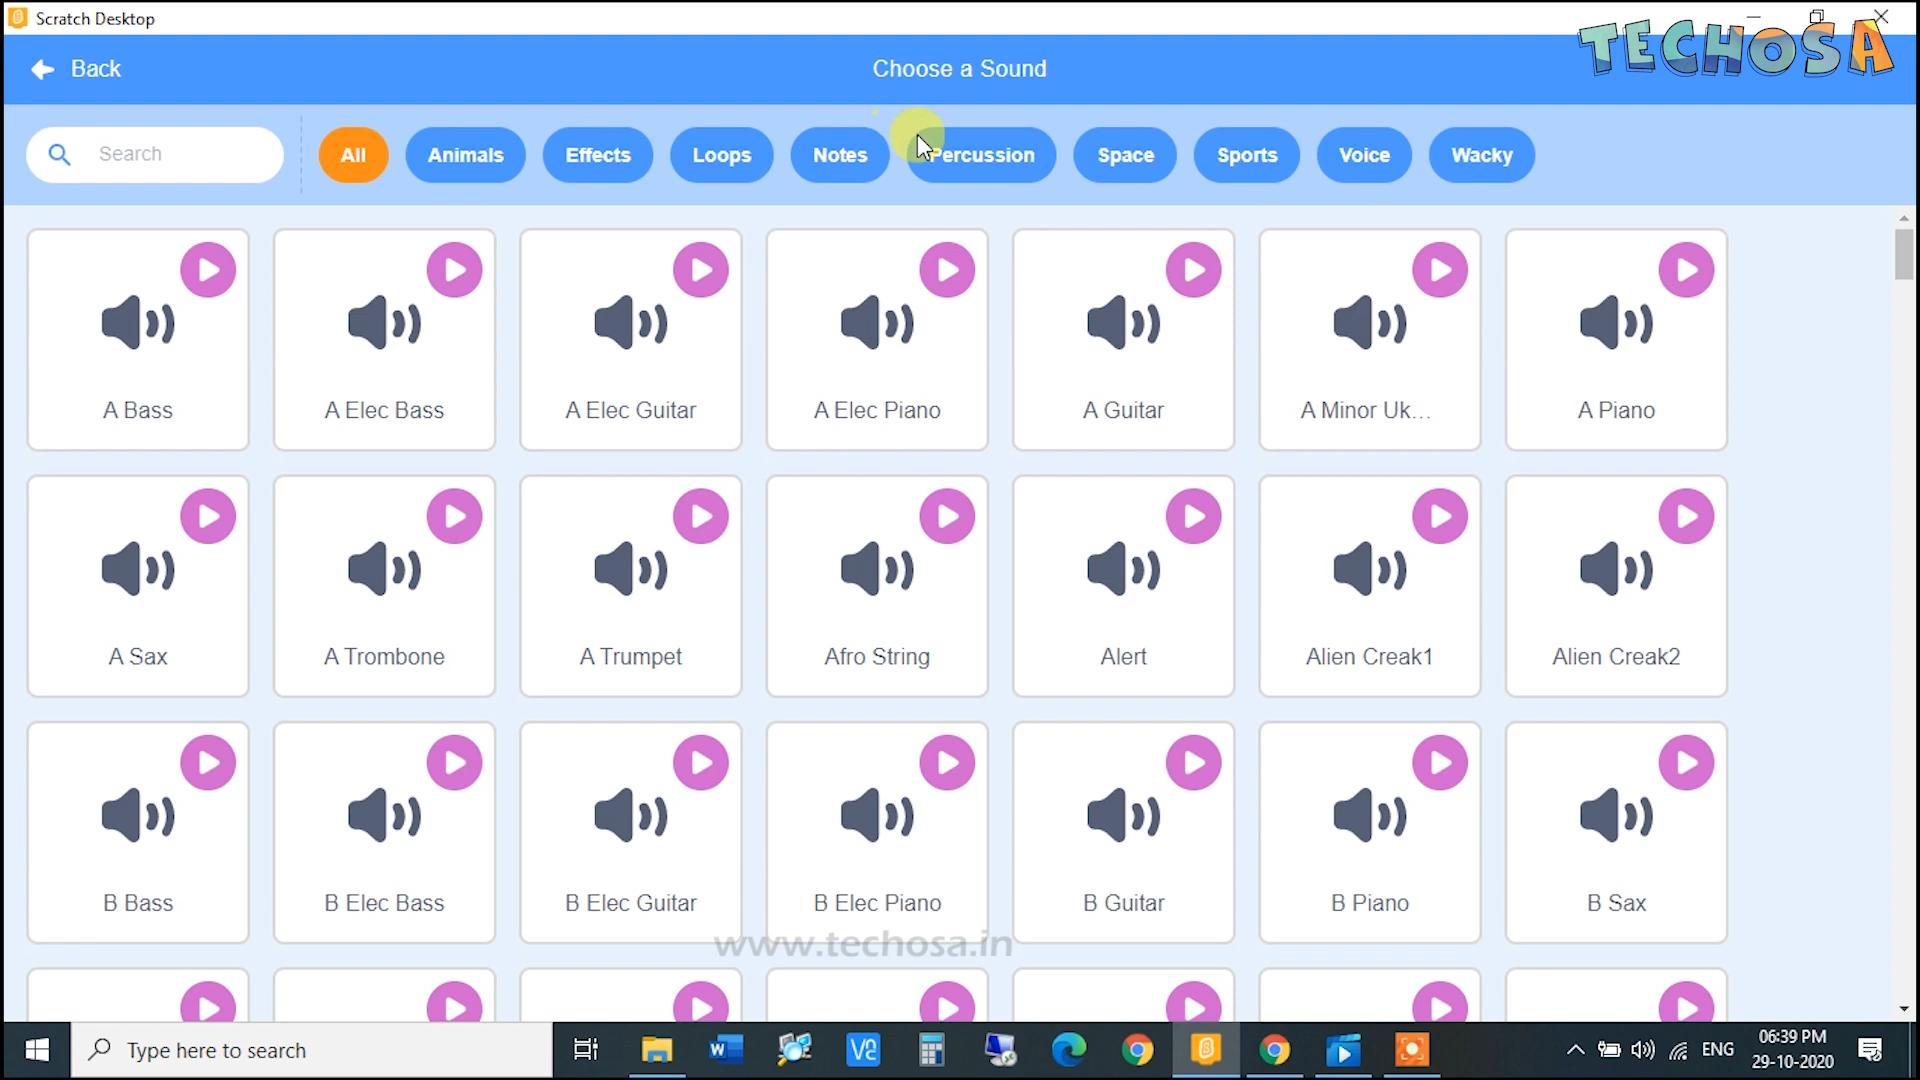 Scratch Desktop
TECHOSA
Back
Choose a Sound
Search
All
Animals
Effects
Loops
Notes
Percussion
Space
Sports
Voice
Wacky
A Bass
A Elec Bass
A Elec Guitar
A Elec Piano
A Guitar
A Minor Uk...
A Piano
A Sax
A Trombone
A Trumpet
Afro String
Alert
Alien Creak1
Alien Creak2
B Bass
B Elec Bass
B Elec Guitar
B Elec Piano
B Guitar
B Piano
B Sax
www.techosa.in
Type here to search
ENG
06:39 PM
29-10-2020